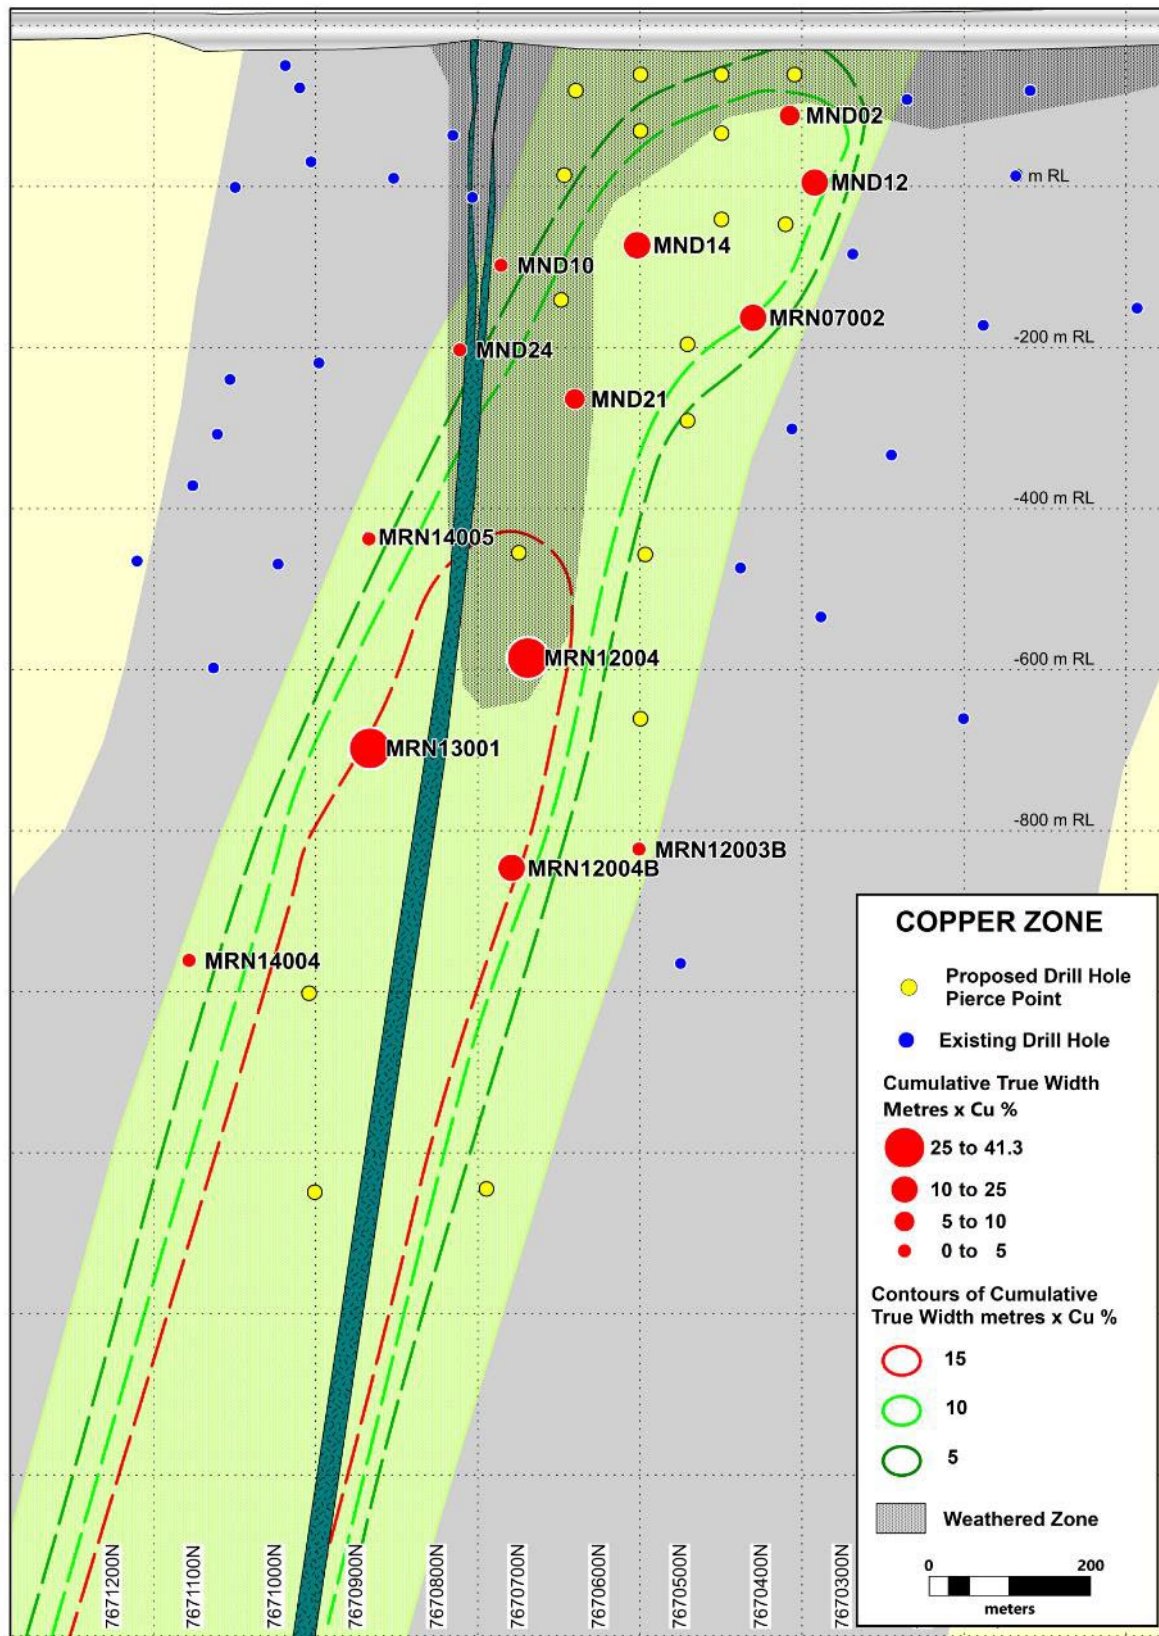 MND02
MND12
m RL
MND14
MND10
MRN07002
-200 m RL
MND24
MND21
-400 m RL
MRN14005
MRN12004
-600 m RL
MRN13001
-800 m RL
MRN12003B
MRN12004B
MRN14004
COPPER ZONE
Proposed Drill Hole
Pierce Point
Existing Drill Hole
Cumulative True Width
Metres x Cu %
25 to 41.3
10 to 25
5 to 10
0 to 5
Contours of Cumulative
True Width metres x Cu %
15
10
5
Weathered Zone
0 200
meters
7671200N
7671100N
7671000N
7670900N
7670800N
7670700N
7670600N
7670500N
7670400N
7670300N